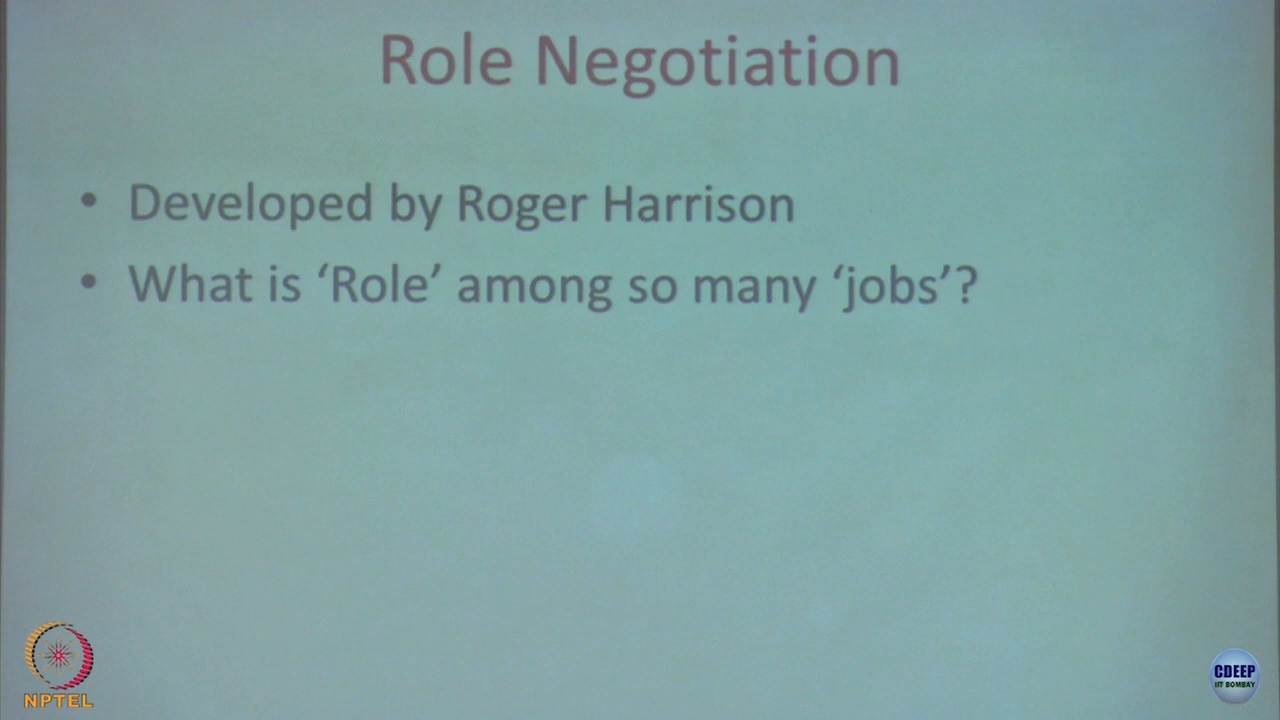 Role Negotiation
• Developed by Roger Harrison
• What is ‘Role’ among so many ‘jobs’?
NPTEL
CDEEP
IIT BOMBAY